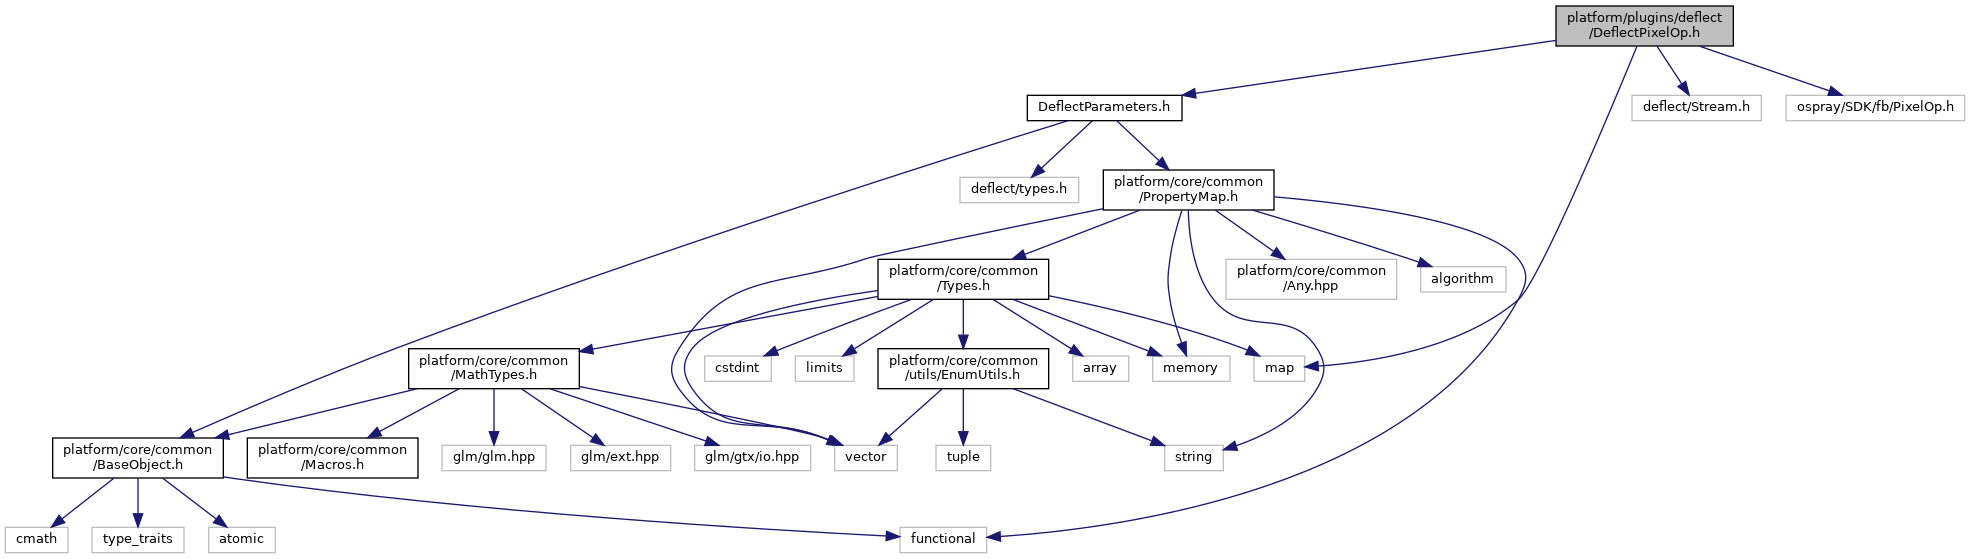 platform/plugins/deflect
/DeflectPixelOp.h
DeflectParameters.h
deflect/Stream.h
ospray/SDK/fb/PixelOp.h
deflect/types.h
platform/core/common
/PropertyMap.h
platform/core/common
/Types.h
platform/core/common
/Any.hpp
algorithm
platform/core/common
/MathTypes.h
cstdint
limits
platform/core/common
/utils/EnumUtils.h
array
memory
map
platform/core/common
/BaseObject.h
platform/core/common
/Macros.h
glm/glm.hpp
glm/ext.hpp
glm/gtx/io.hpp
vector
tuple
string
cmath
type_traits
atomic
functional